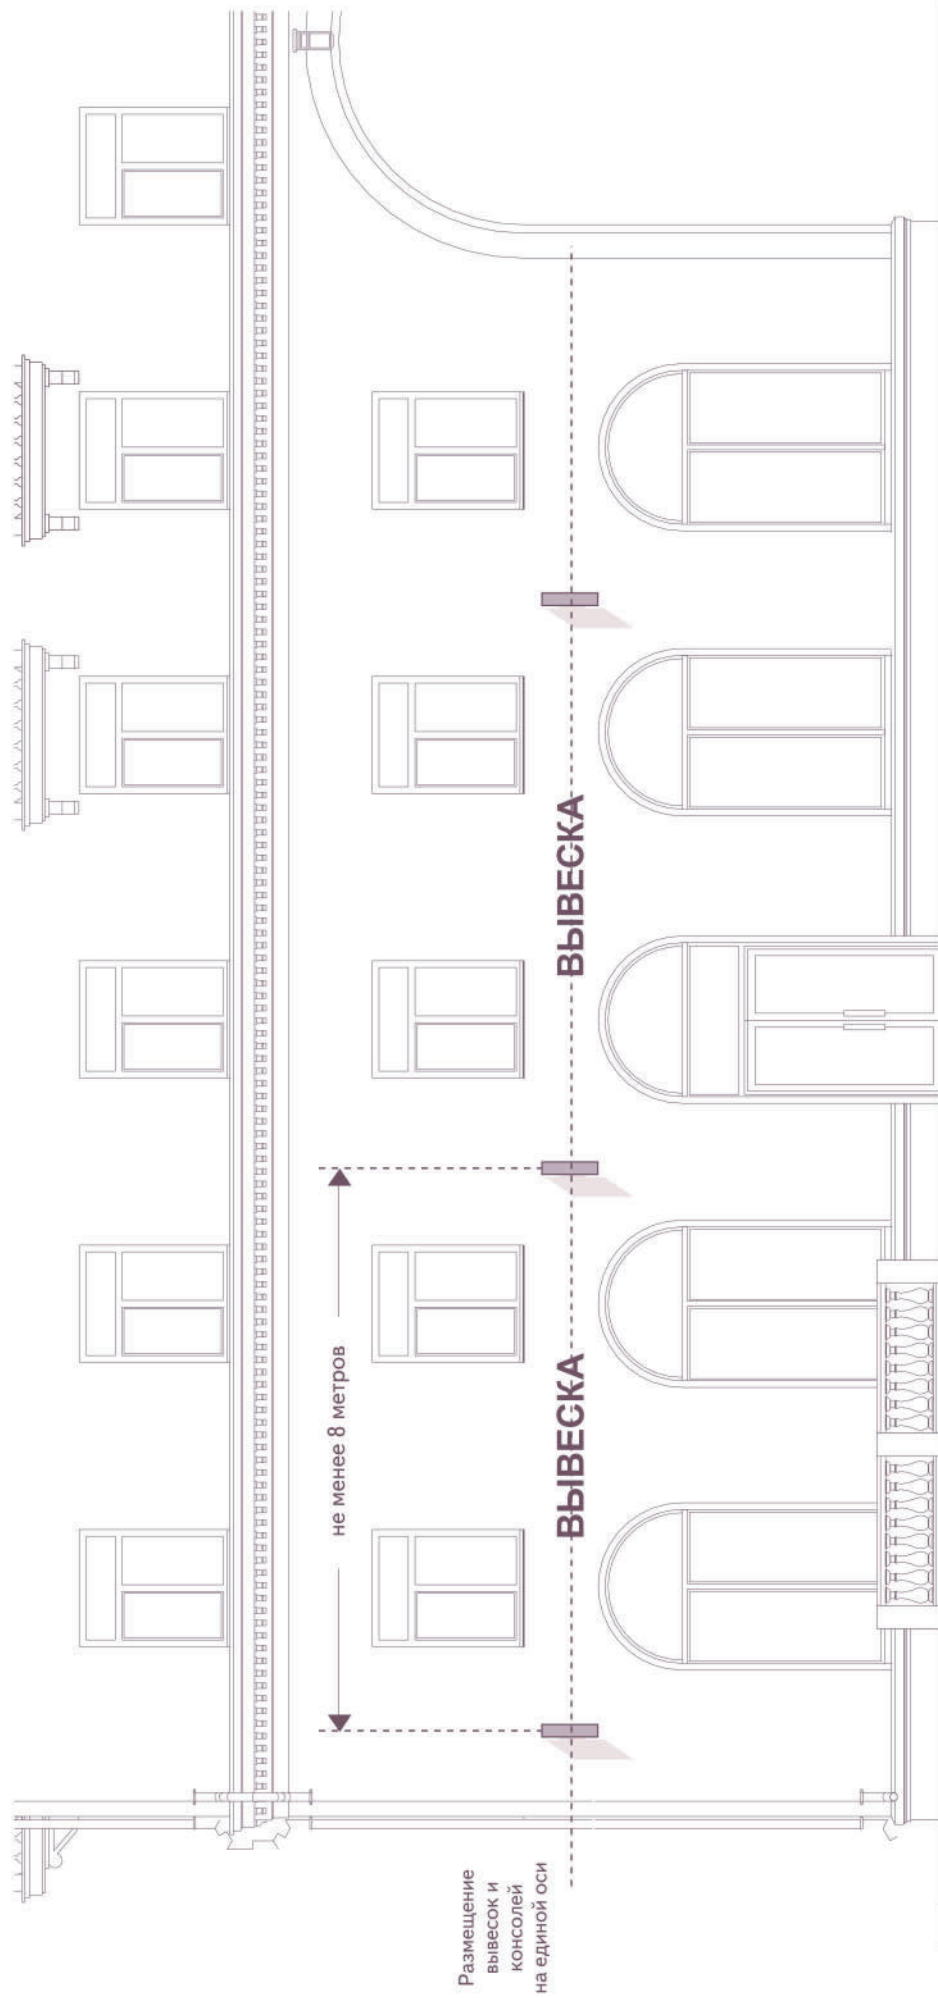 не менее 8 метров
ВЫВЕСКА
ВЫВЕСКА
Размещение
вывесок и
консолей
на единой оси